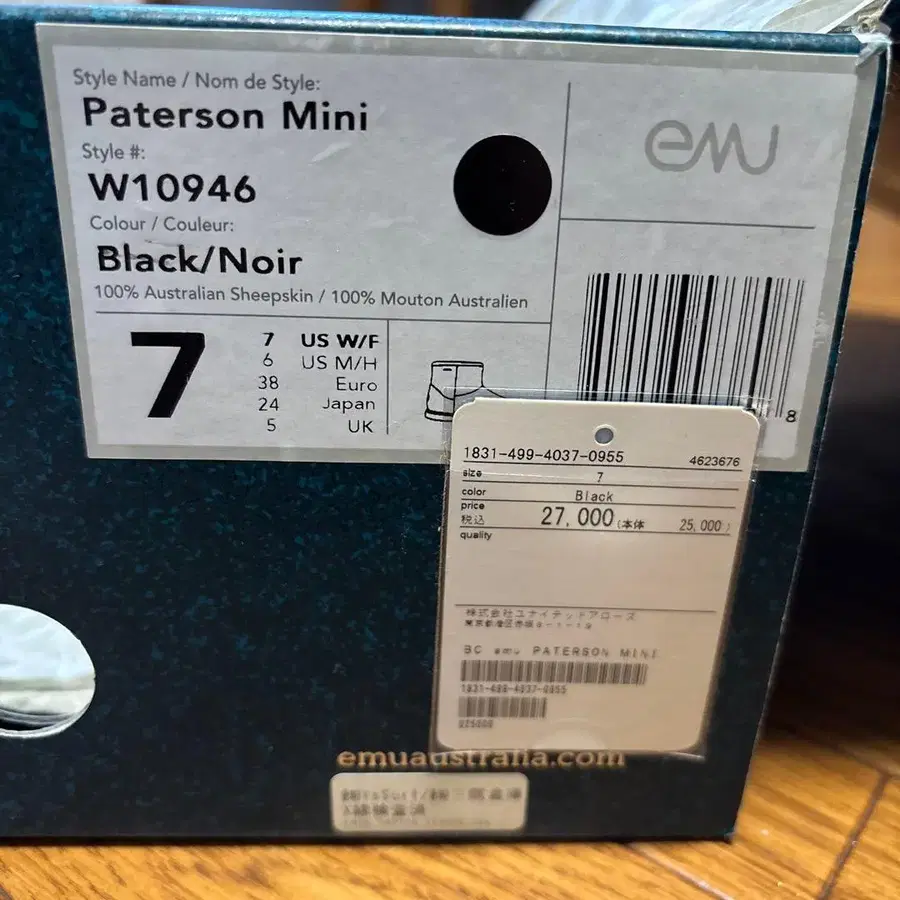 Style Name / Nom de Style:
Paterson Mini
Style #:
W10946
Colour / Couleur:
Black/Noir
100% Australian Sheepskin / 100% Mouton Australien
emu
7
7 US W/F
6 US M/H
38 Euro
24 Japan
5 UK
8
1831-499-4037-0955 4623676
size 7
color Black
price
税込 27,000 (本体 25,000)
quality
株式会社ユナイテッドアローズ
BC emu PATERSON MINI
1831-499-4037-0955
025000
emuaustralia.com